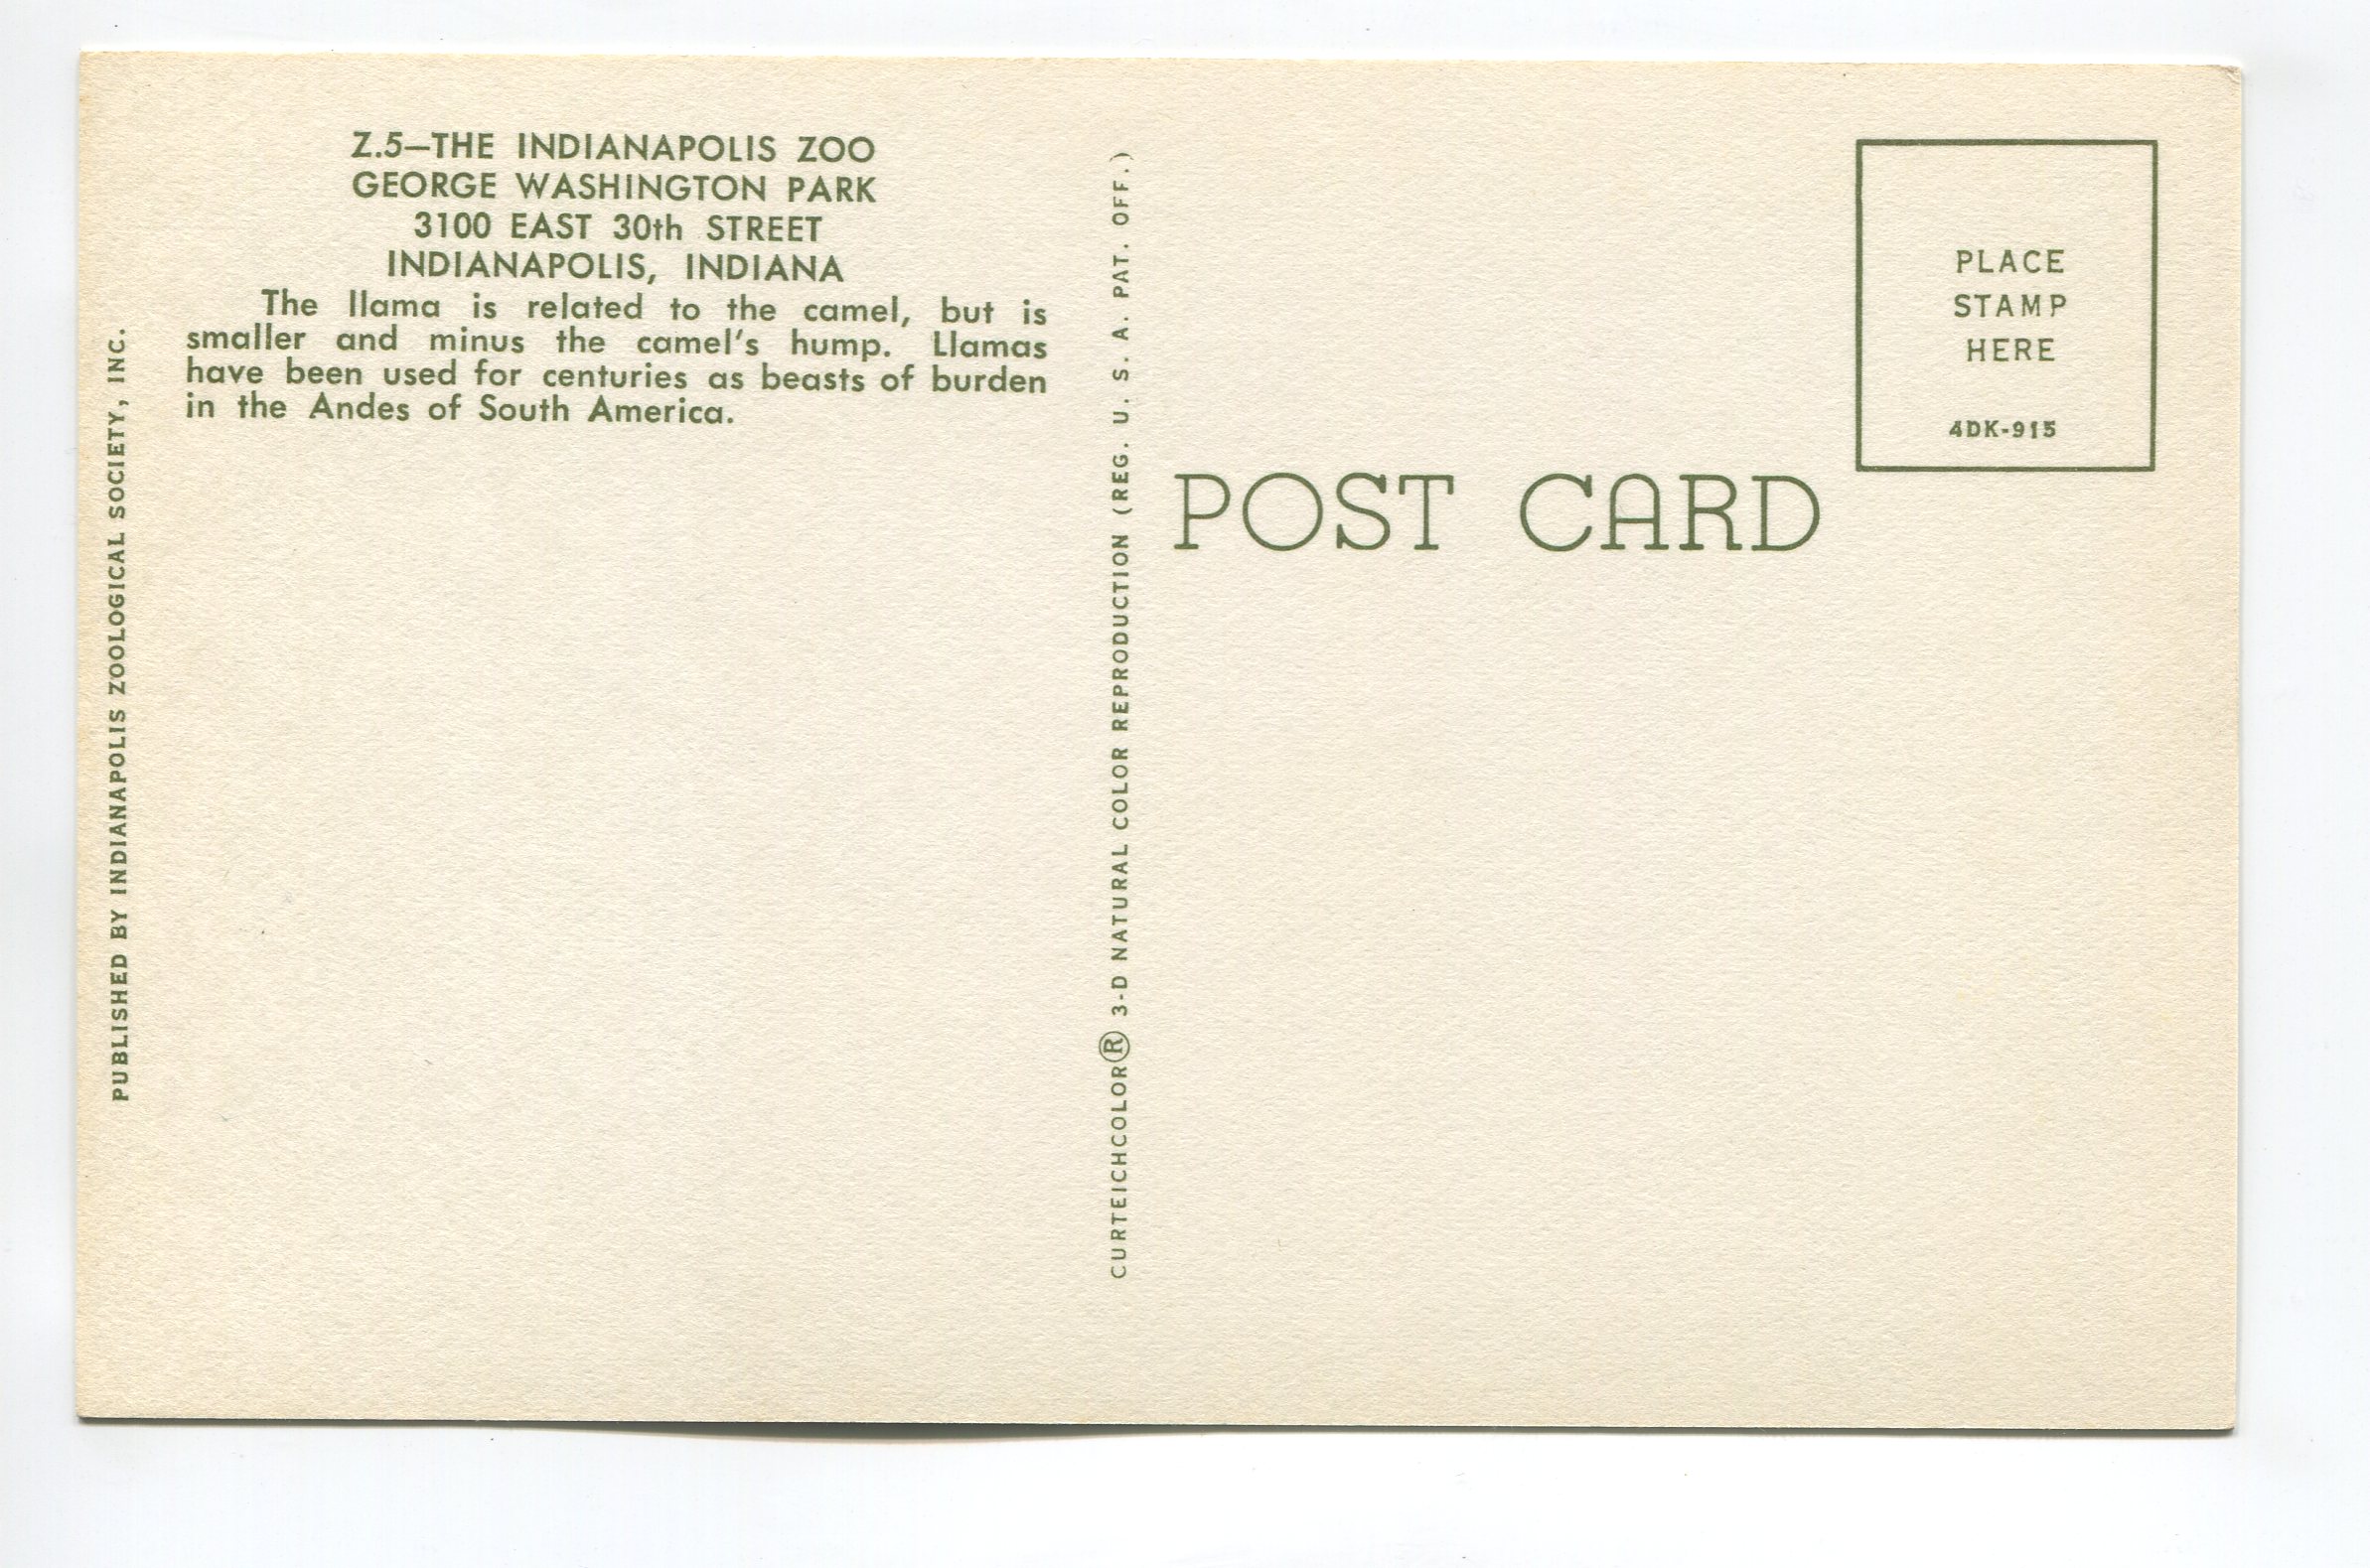 Z.5—THE INDIANAPOLIS ZOO
GEORGE WASHINGTON PARK
3100 EAST 30th STREET
INDIANAPOLIS, INDIANA
The llama is related to the camel, but is
smaller and minus the camel's hump. Llamas
have been used for centuries as beasts of burden
in the Andes of South America.
PUBLISHED BY INDIANAPOLIS ZOOLOGICAL SOCIETY, INC.
CURTEICHCOLOR® 3-D NATURAL COLOR REPRODUCTION (REG. U. S. A. PAT. OFF.)
POST CARD
PLACE
STAMP
HERE
4DK-915